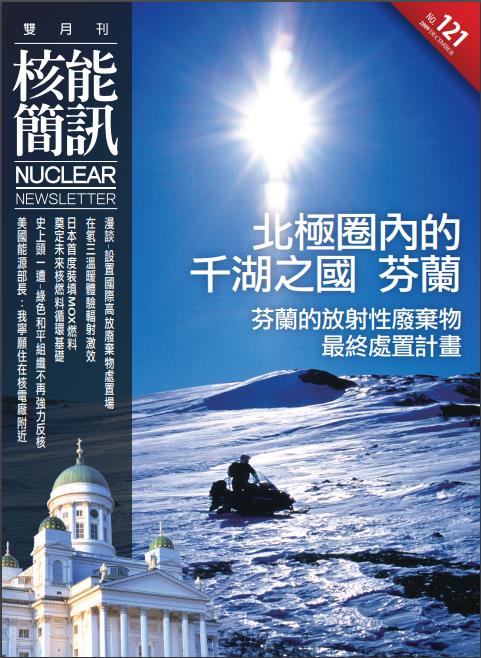 雙月刊
核能
簡訊
NUCLEAR
NEWSLETTER
NO. 121
2009 DECEMBER
北極圈內的
千湖之國 芬蘭
芬蘭的放射性廢棄物
最終處置計畫
漫談-設置國際高放廢棄物處置場
在氡三溫暖體驗輻射激效
日本首度裝填MOX燃料
奠定未來核燃料循環基礎
史上頭一遭-綠色和平組織不再強力反核
美國能源部長：我寧願住在核電廠附近